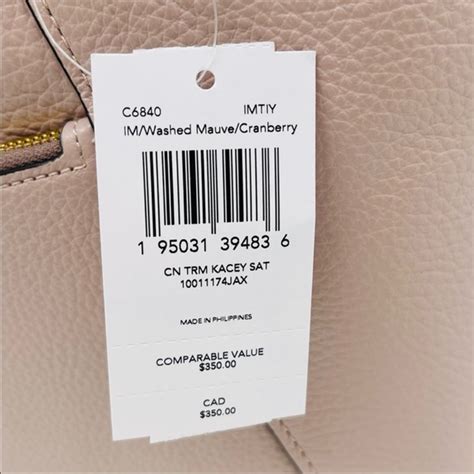 C6840 IMTIY
IM/Washed Mauve/Cranberry
1 95031 39483 6
CN TRM KACEY SAT
10011174JAX
MADE IN PHILIPPINES
COMPARABLE VALUE
$350.00
CAD
$350.00